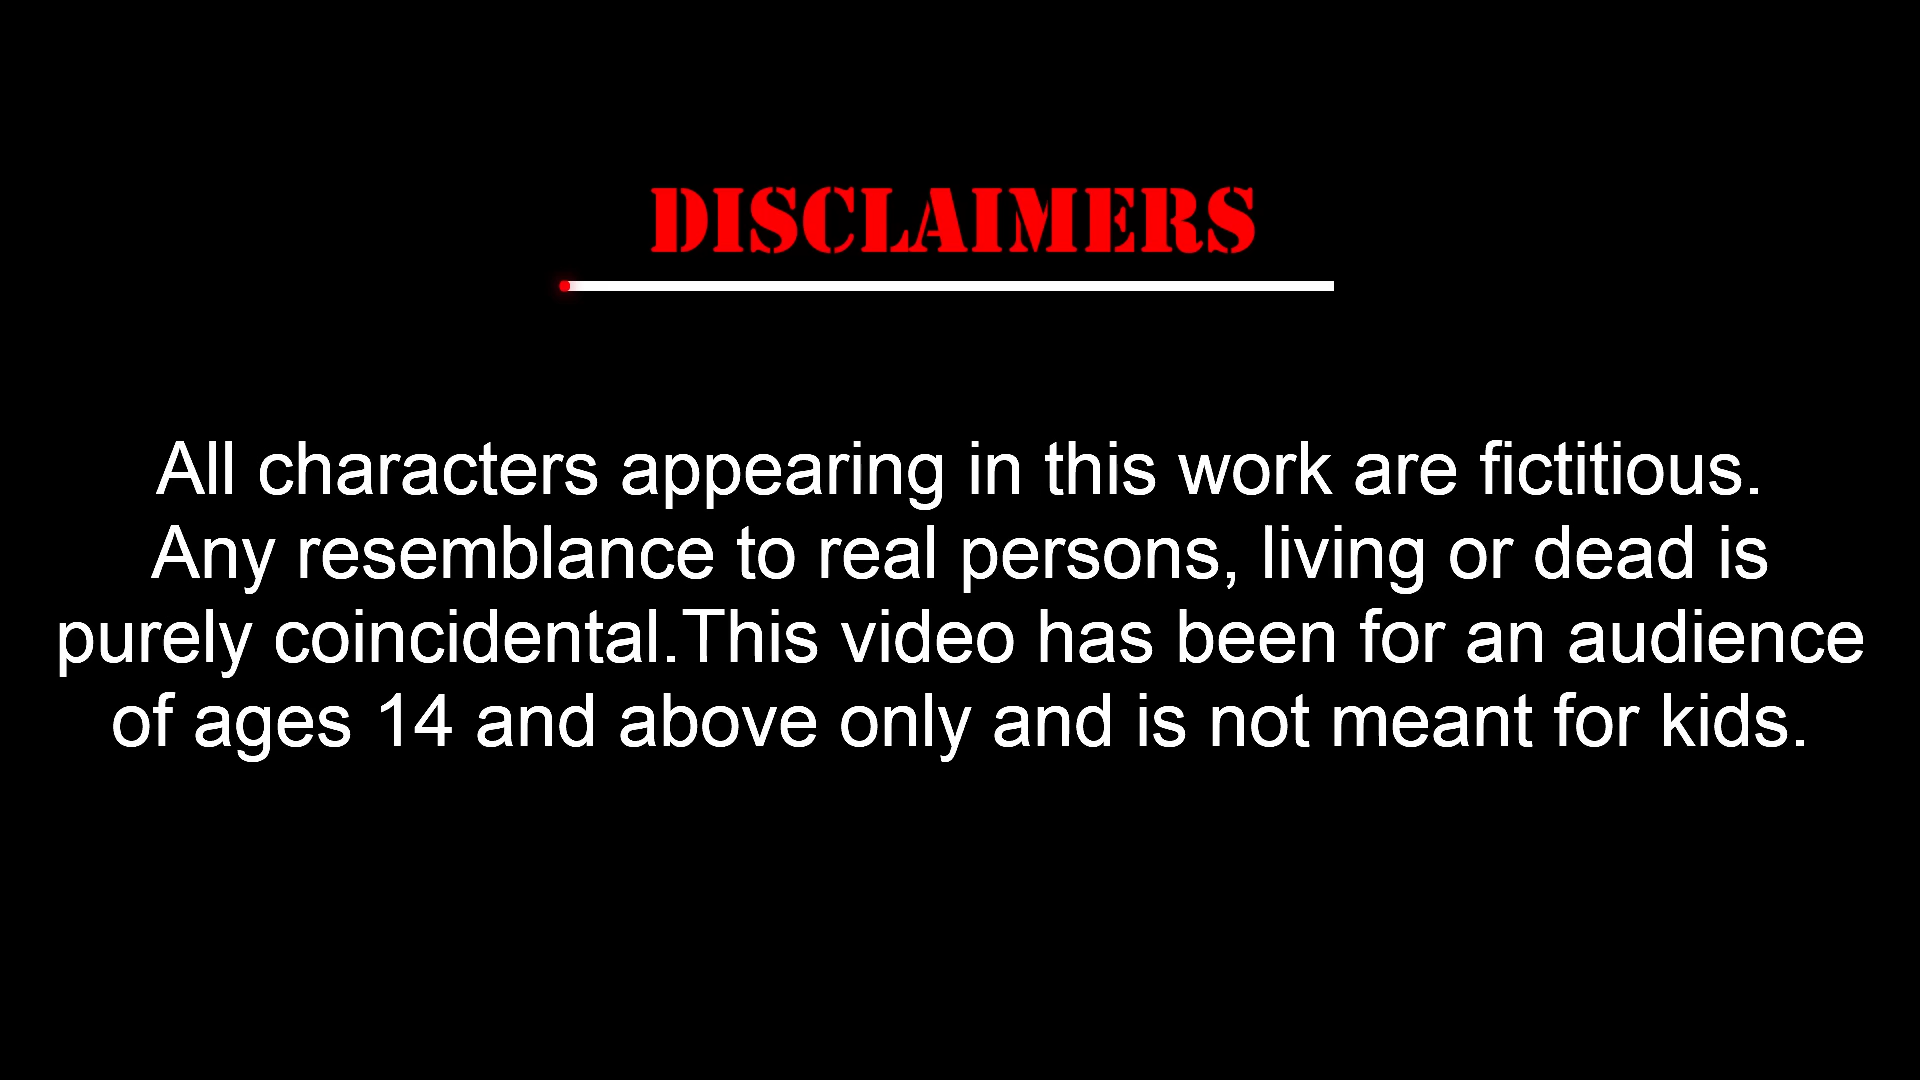 DISCLAIMERS
All characters appearing in this work are fictitious.
Any resemblance to real persons, living or dead is
purely coincidental.This video has been for an audience
of ages 14 and above only and is not meant for kids.